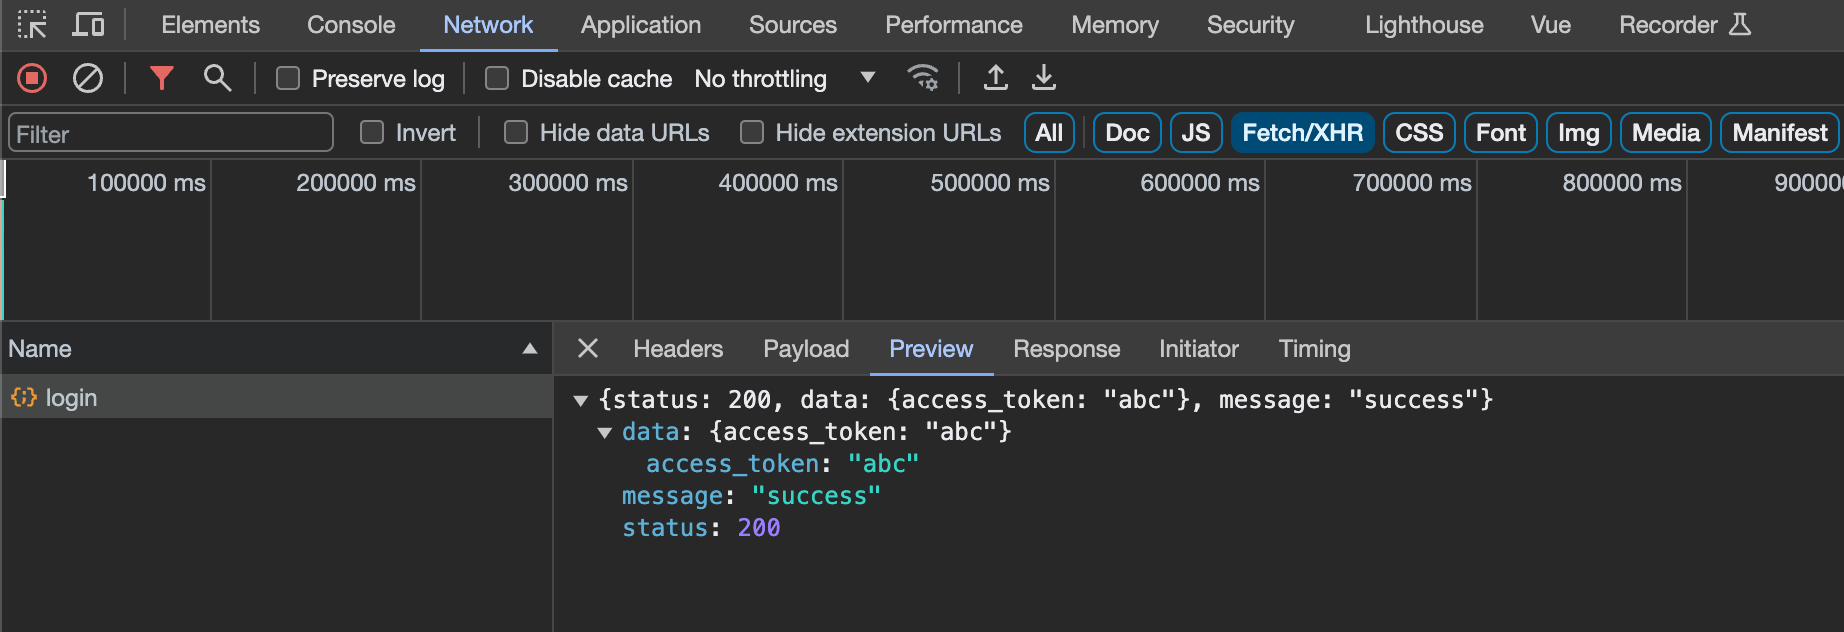 Elements Console Network Application Sources Performance Memory Security Lighthouse Vue Recorder
Preserve log Disable cache No throttling
Filter Invert Hide data URLs Hide extension URLs All Doc JS Fetch/XHR CSS Font Img Media Manifest
100000 ms 200000 ms 300000 ms 400000 ms 500000 ms 600000 ms 700000 ms 800000 ms 90000
Name Headers Payload Preview Response Initiator Timing
login
{status: 200, data: {access_token: "abc"}, message: "success"}
data: {access_token: "abc"}
access_token: "abc"
message: "success"
status: 200